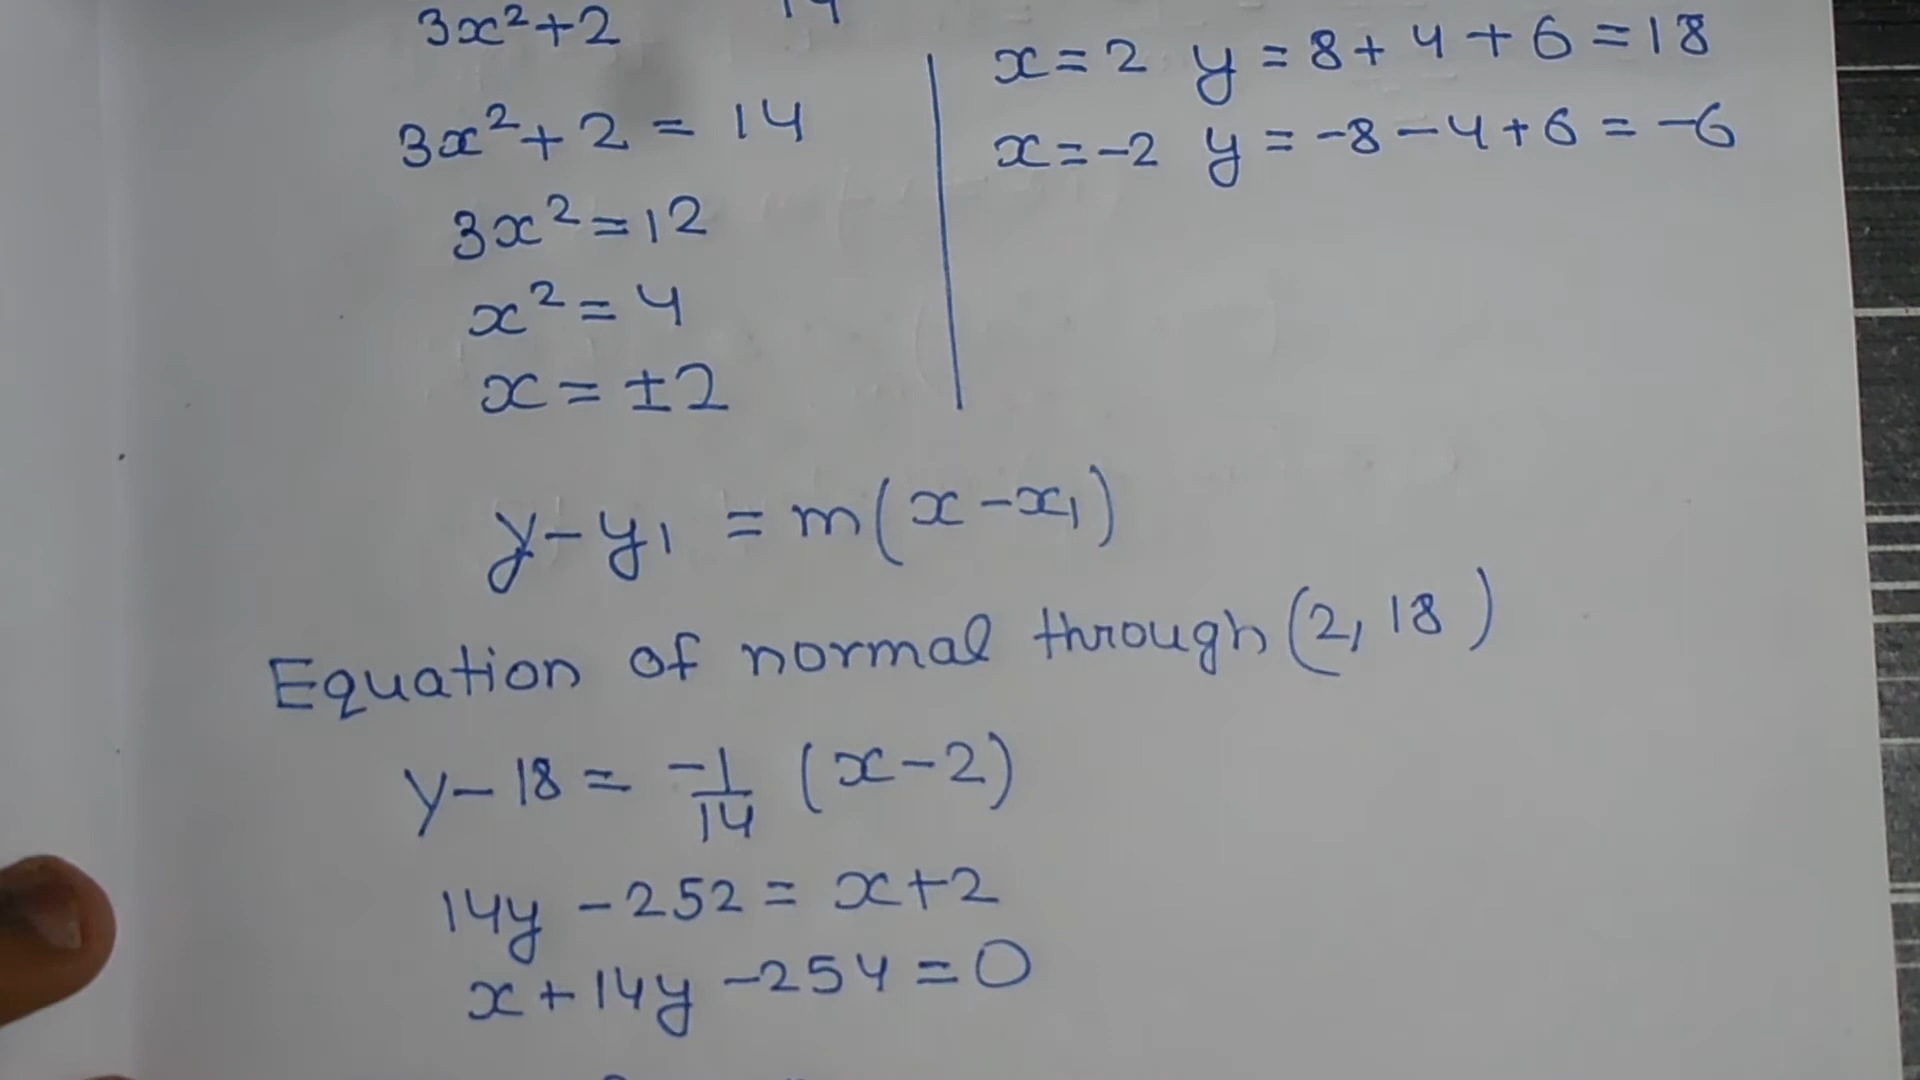 3x²+2 14
3x²+2 = 14
3x²=12
x²=4
x=±2
x=2 y=8+4+6=18
x=-2 y=-8-4+6=-6
y-y₁ = m(x-x₁)
Equation of normal through (2, 18)
y-18= -1/14 (x-2)
14y-252= x+2
x+14y-254=0